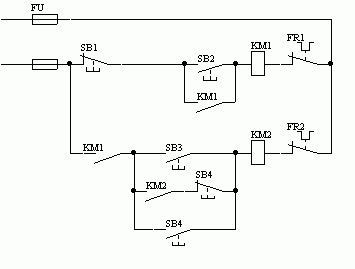 FU
SB1 SB2 KM1 FR1
KM1
KM1 SB3 KM2 FR2
KM2 SB4
SB4